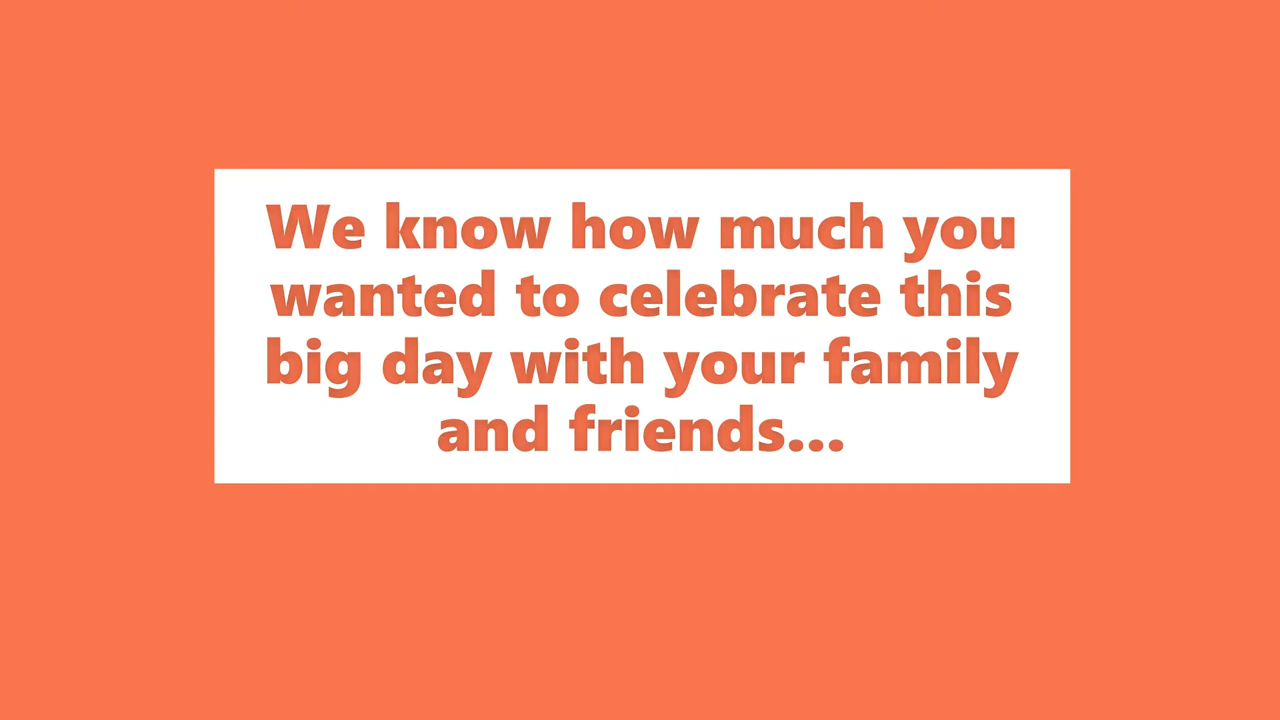 We know how much you
wanted to celebrate this
big day with your family
and friends...